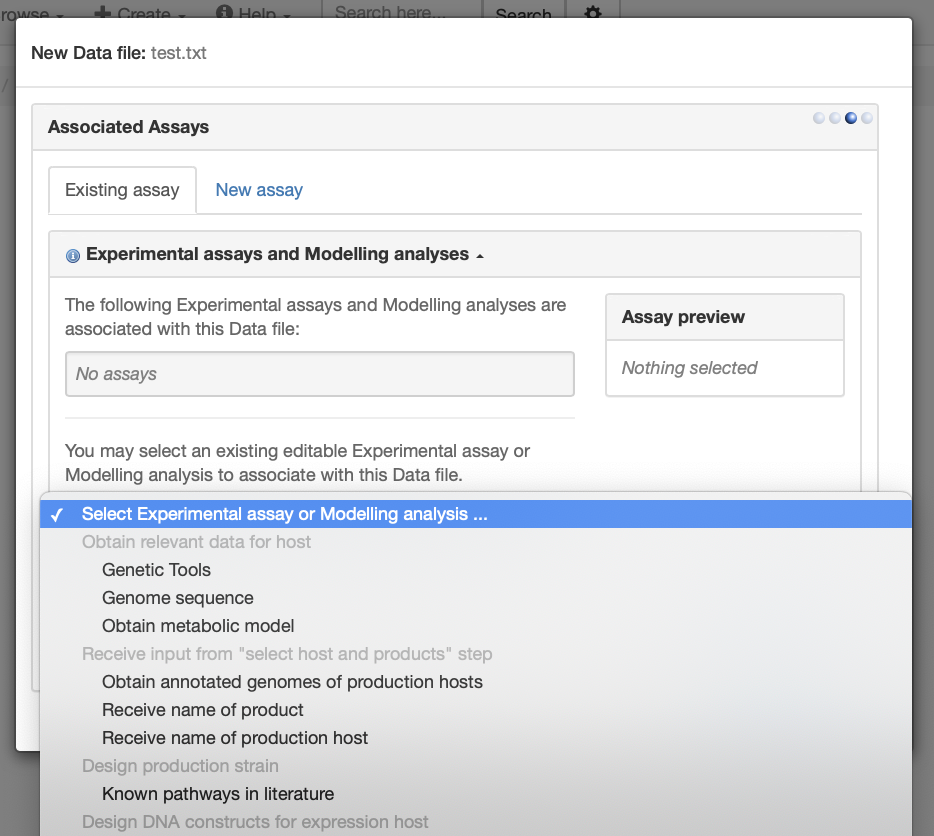 rowse Create Help Search here... Search
New Data file: test.txt
/
Associated Assays
Existing assay New assay
Experimental assays and Modelling analyses
The following Experimental assays and Modelling analyses are
associated with this Data file:
No assays
Assay preview
Nothing selected
You may select an existing editable Experimental assay or
Modelling analysis to associate with this Data file.
✓ Select Experimental assay or Modelling analysis ...
Obtain relevant data for host
Genetic Tools
Genome sequence
Obtain metabolic model
Receive input from "select host and products" step
Obtain annotated genomes of production hosts
Receive name of product
Receive name of production host
Design production strain
Known pathways in literature
Design DNA constructs for expression host